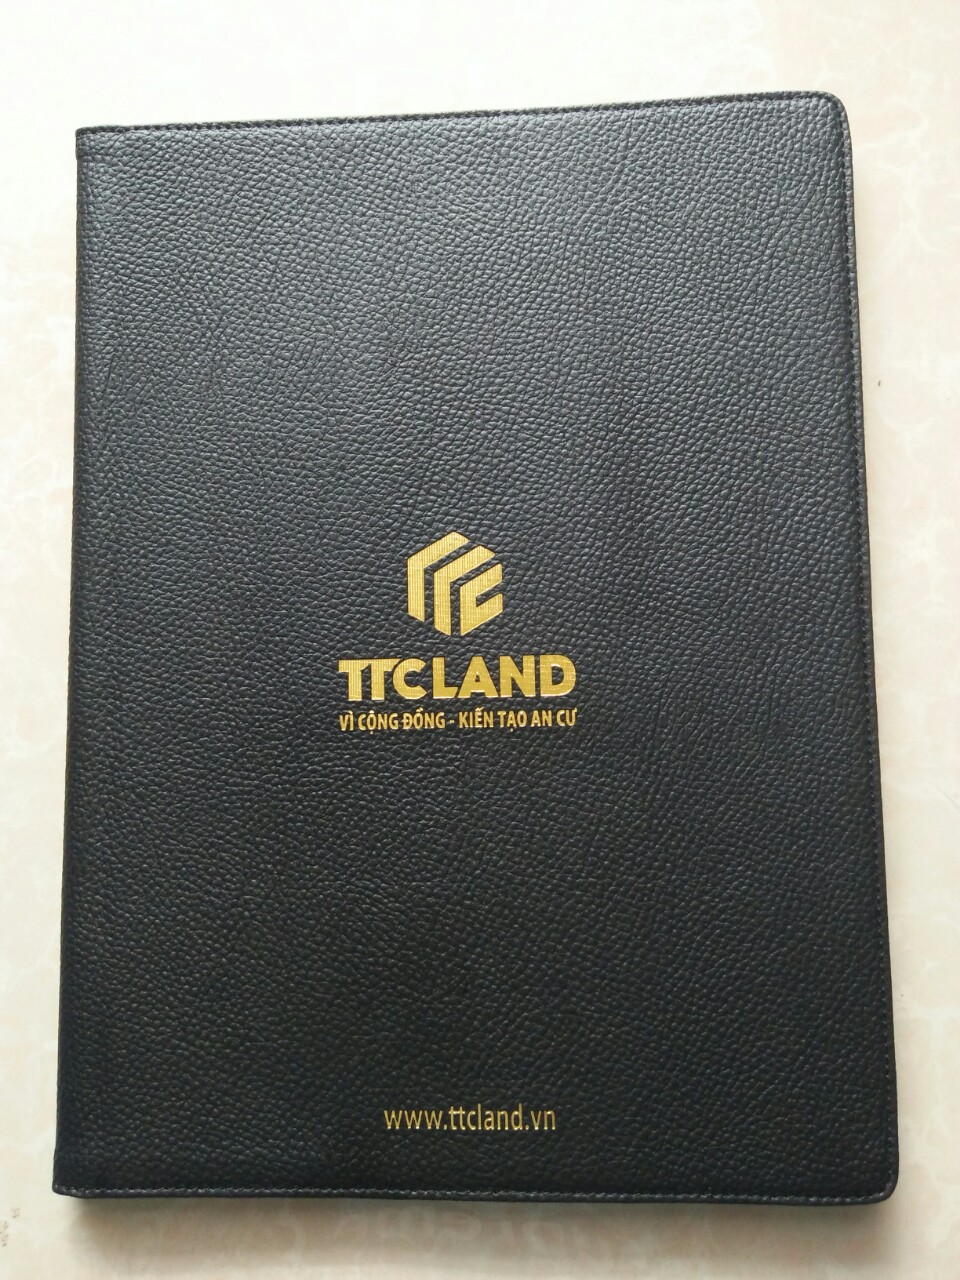 TTCLAND
VÌ CỘNG ĐỒNG - KIẾN TẠO AN CƯ
www.ttcland.vn